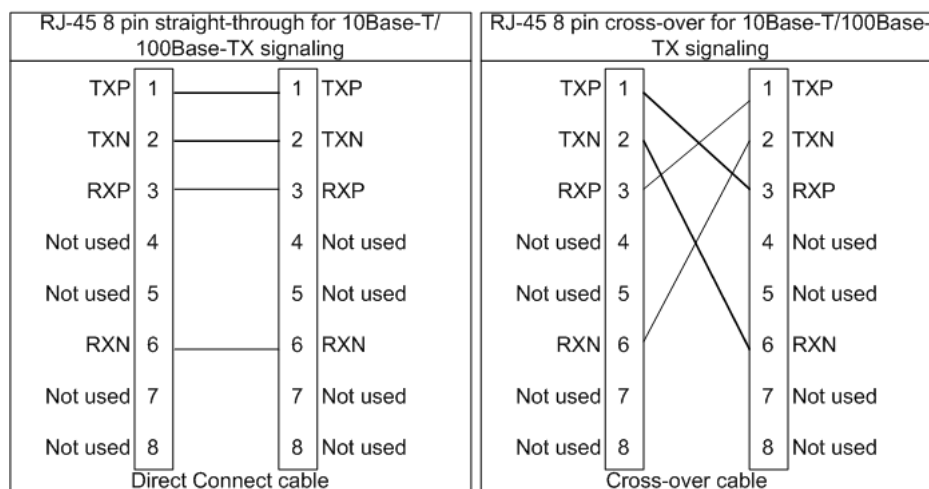 RJ-45 8 pin straight-through for 10Base-T/
100Base-TX signaling
TXP 1 1 TXP
TXN 2 2 TXN
RXP 3 3 RXP
Not used 4 4 Not used
Not used 5 5 Not used
RXN 6 6 RXN
Not used 7 7 Not used
Not used 8 8 Not used
Direct Connect cable
RJ-45 8 pin cross-over for 10Base-T/100Base-
TX signaling
TXP 1 1 TXP
TXN 2 2 TXN
RXP 3 3 RXP
Not used 4 4 Not used
Not used 5 5 Not used
RXN 6 6 RXN
Not used 7 7 Not used
Not used 8 8 Not used
Cross-over cable